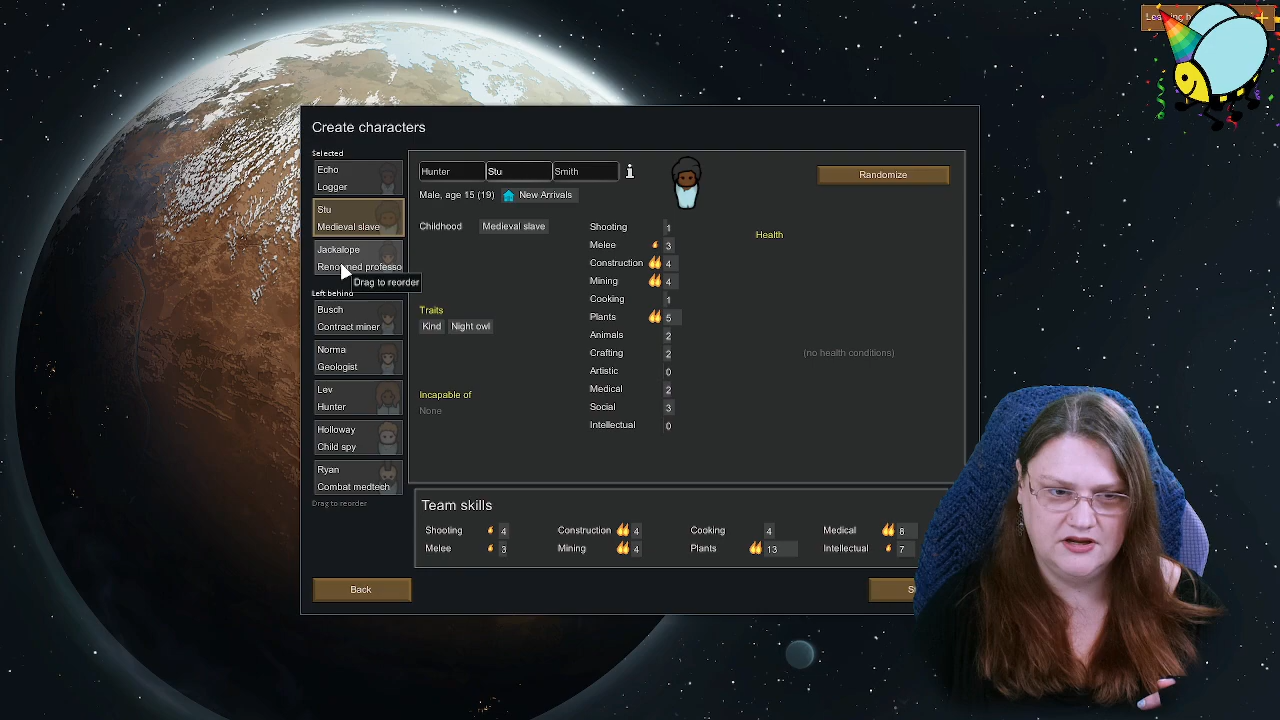 Create characters
Selected
Echo
Logger
Stu
Medieval slave
Jackalope
Renowned professo
Drag to reorder
Left behind
Busch
Contract miner
Norma
Geologist
Lev
Hunter
Holloway
Child spy
Ryan
Combat medtech
Drag to reorder
Hunter Stu Smith
Randomize
Male, age 15 (19) New Arrivals
Childhood Medieval slave
Traits
Kind Night owl
Incapable of
None
Shooting 1
Melee 3
Construction 4
Mining 4
Cooking 1
Plants 5
Animals 2
Crafting 2
Artistic 0
Medical 2
Social 3
Intellectual 0
Health
(no health conditions)
Team skills
Shooting 4 Construction 4 Cooking 4 Medical 8
Melee 3 Mining 4 Plants 13 Intellectual 7
Back